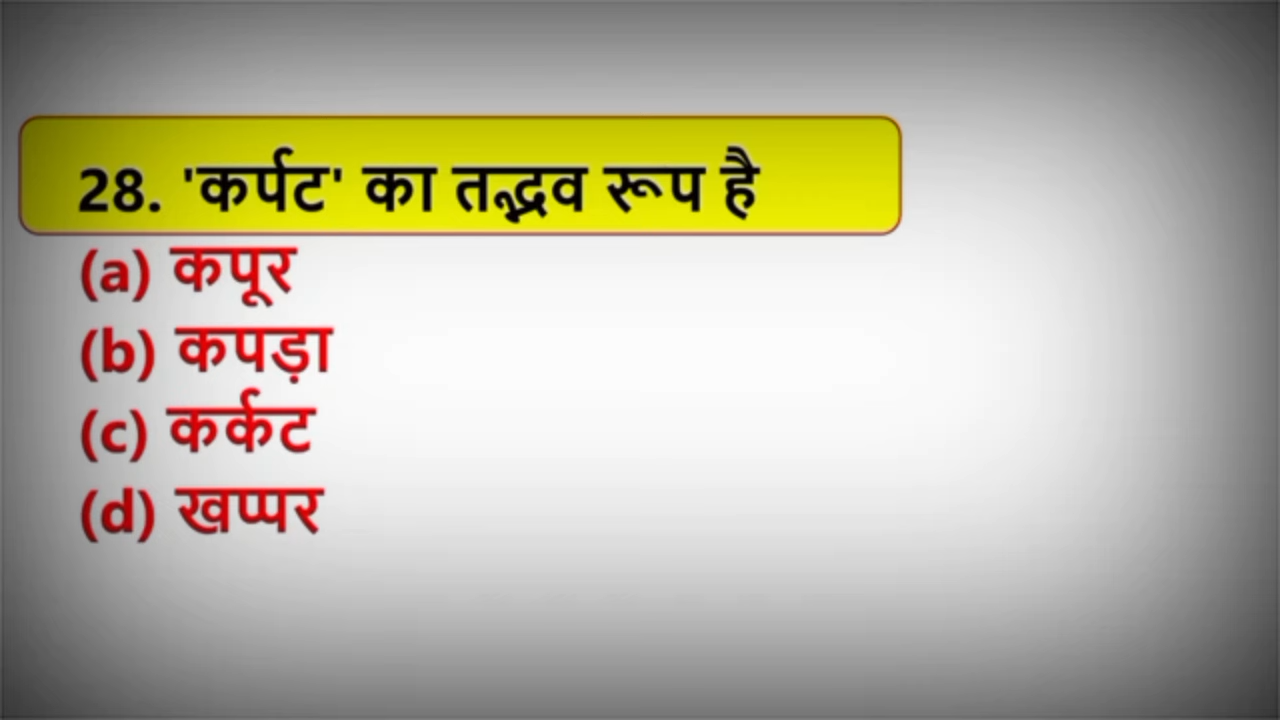 28. 'कर्पट' का तद्भव रूप है
(a) कपूर
(b) कपड़ा
(c) कर्कट
(d) खप्पर